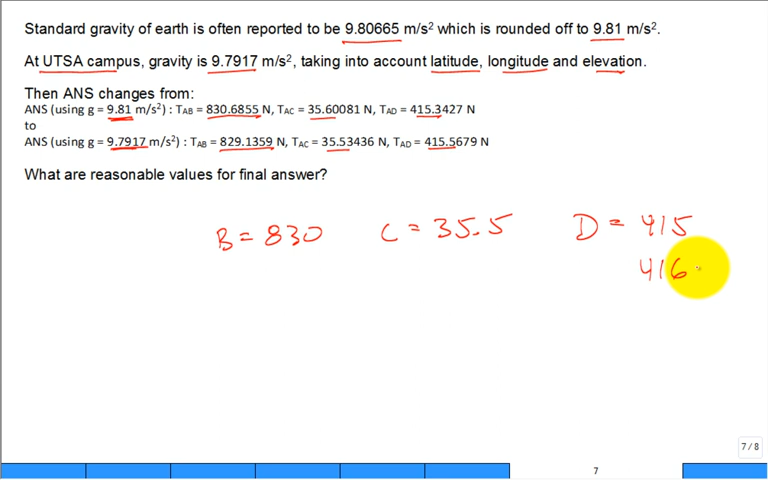 Standard gravity of earth is often reported to be 9.80665 m/s² which is rounded off to 9.81 m/s².
At UTSA campus, gravity is 9.7917 m/s², taking into account latitude, longitude and elevation.
Then ANS changes from:
ANS (using g = 9.81 m/s²) : TAB = 830.6855 N, TAC = 35.60081 N, TAD = 415.3427 N
to
ANS (using g = 9.7917 m/s²) : TAB = 829.1359 N, TAC = 35.53436 N, TAD = 415.5679 N
What are reasonable values for final answer?
B = 830 C = 35.5 D = 415
416
7/8
7